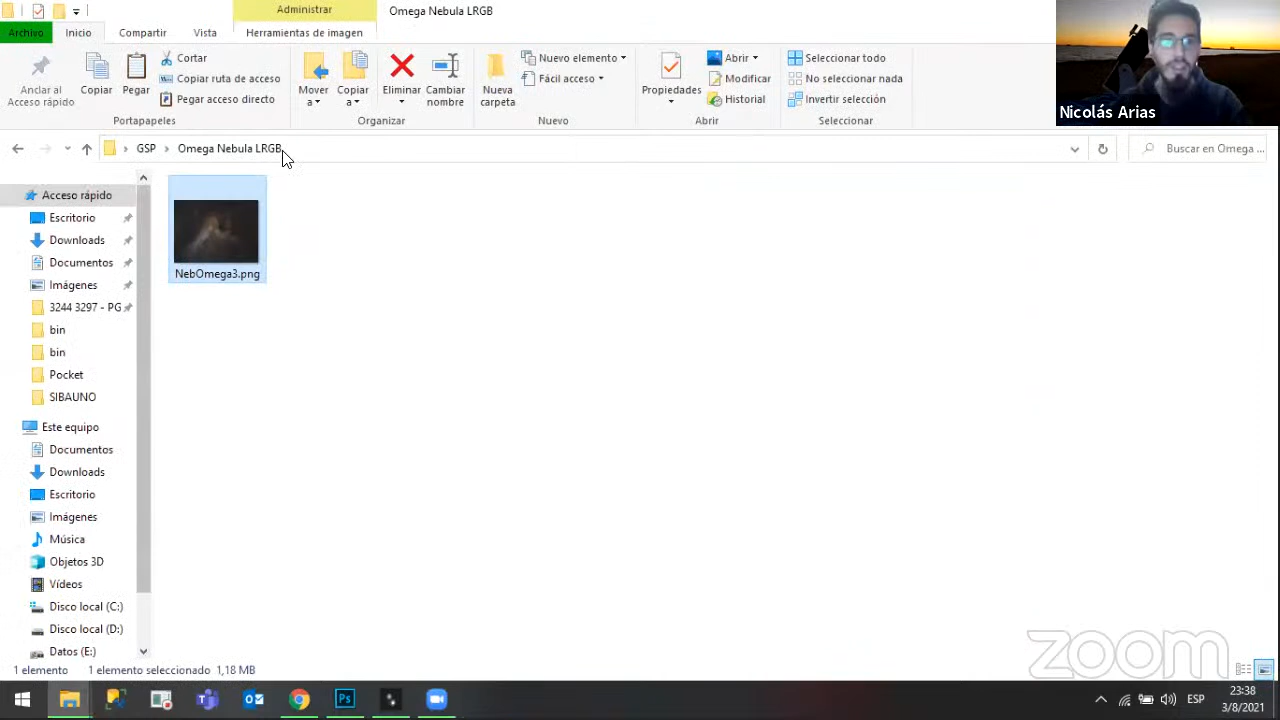 Administrar
Omega Nebula LRGB
Archivo
Inicio
Compartir
Vista
Herramientas de imagen
Anclar al
Acceso rápido
Copiar
Pegar
Cortar
Copiar ruta de acceso
Pegar acceso directo
Portapapeles
Mover
a
Copiar
a
Eliminar
Cambiar
nombre
Organizar
Nueva
carpeta
Nuevo elemento
Fácil acceso
Nuevo
Propiedades
Abrir
Modificar
Historial
Abrir
Seleccionar todo
No seleccionar nada
Invertir selección
Seleccionar
Nicolás Arias
GSP
Omega Nebula LRGB
Buscar en Omega ...
Acceso rápido
Escritorio
Downloads
Documentos
Imágenes
3244 3297 - PG
bin
bin
Pocket
SIBAUNO
Este equipo
Documentos
Downloads
Escritorio
Imágenes
Música
Objetos 3D
Vídeos
Disco local (C:)
Disco local (D:)
Datos (E:)
NebOmega3.png
1 elemento
1 elemento seleccionado 1,18 MB
zoom
Ps
ESP
23:38
3/8/2021